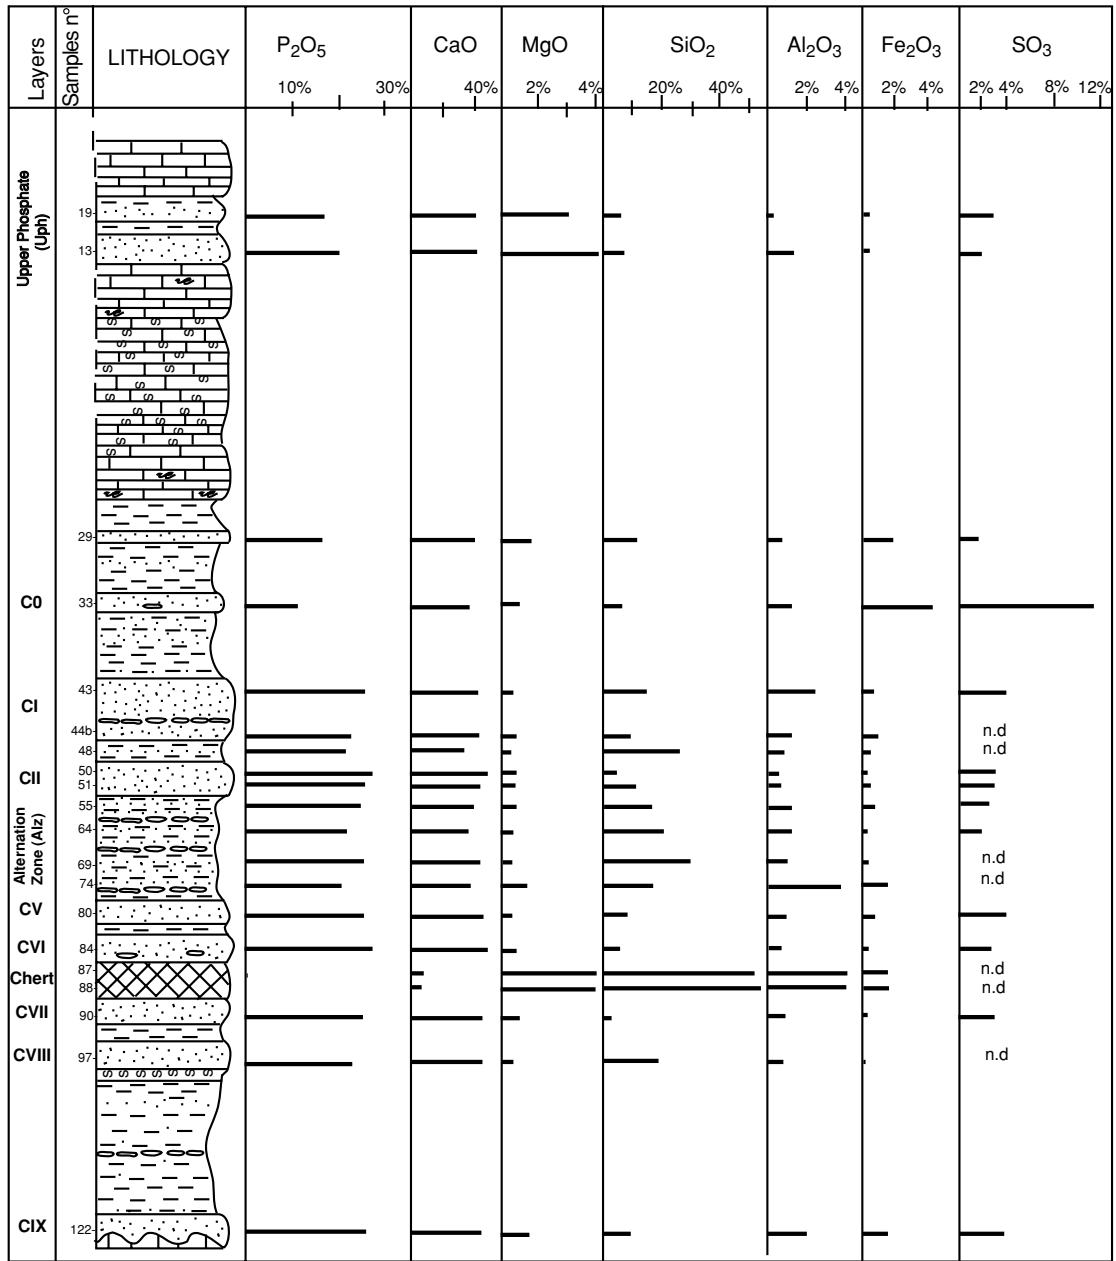 Layers
Samples n°
LITHOLOGY
P2O5
CaO
MgO
SiO2
Al2O3
Fe2O3
SO3
10% 30%
40%
2% 4%
20% 40%
2% 4%
2% 4%
2% 4% 8% 12%
Upper Phosphate
(Uph)
19
13
S S S S S S S S S S S S S S S S S S S S S S S S S
29
C0
33
CI
43
44b
n.d
48
n.d
CII
50
51
Alternation
Zone (Alz)
55
64
69
n.d
74
n.d
CV
80
CVI
84
Chert
87
n.d
88
n.d
CVII
90
CVIII
97
n.d
S S S S S S S
CIX
122